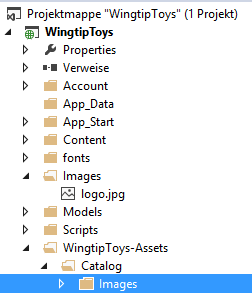 Projektmappe "WingtipToys" (1 Projekt)
WingtipToys
Properties
Verweise
Account
App_Data
App_Start
Content
fonts
Images
logo.jpg
Models
Scripts
WingtipToys-Assets
Catalog
Images